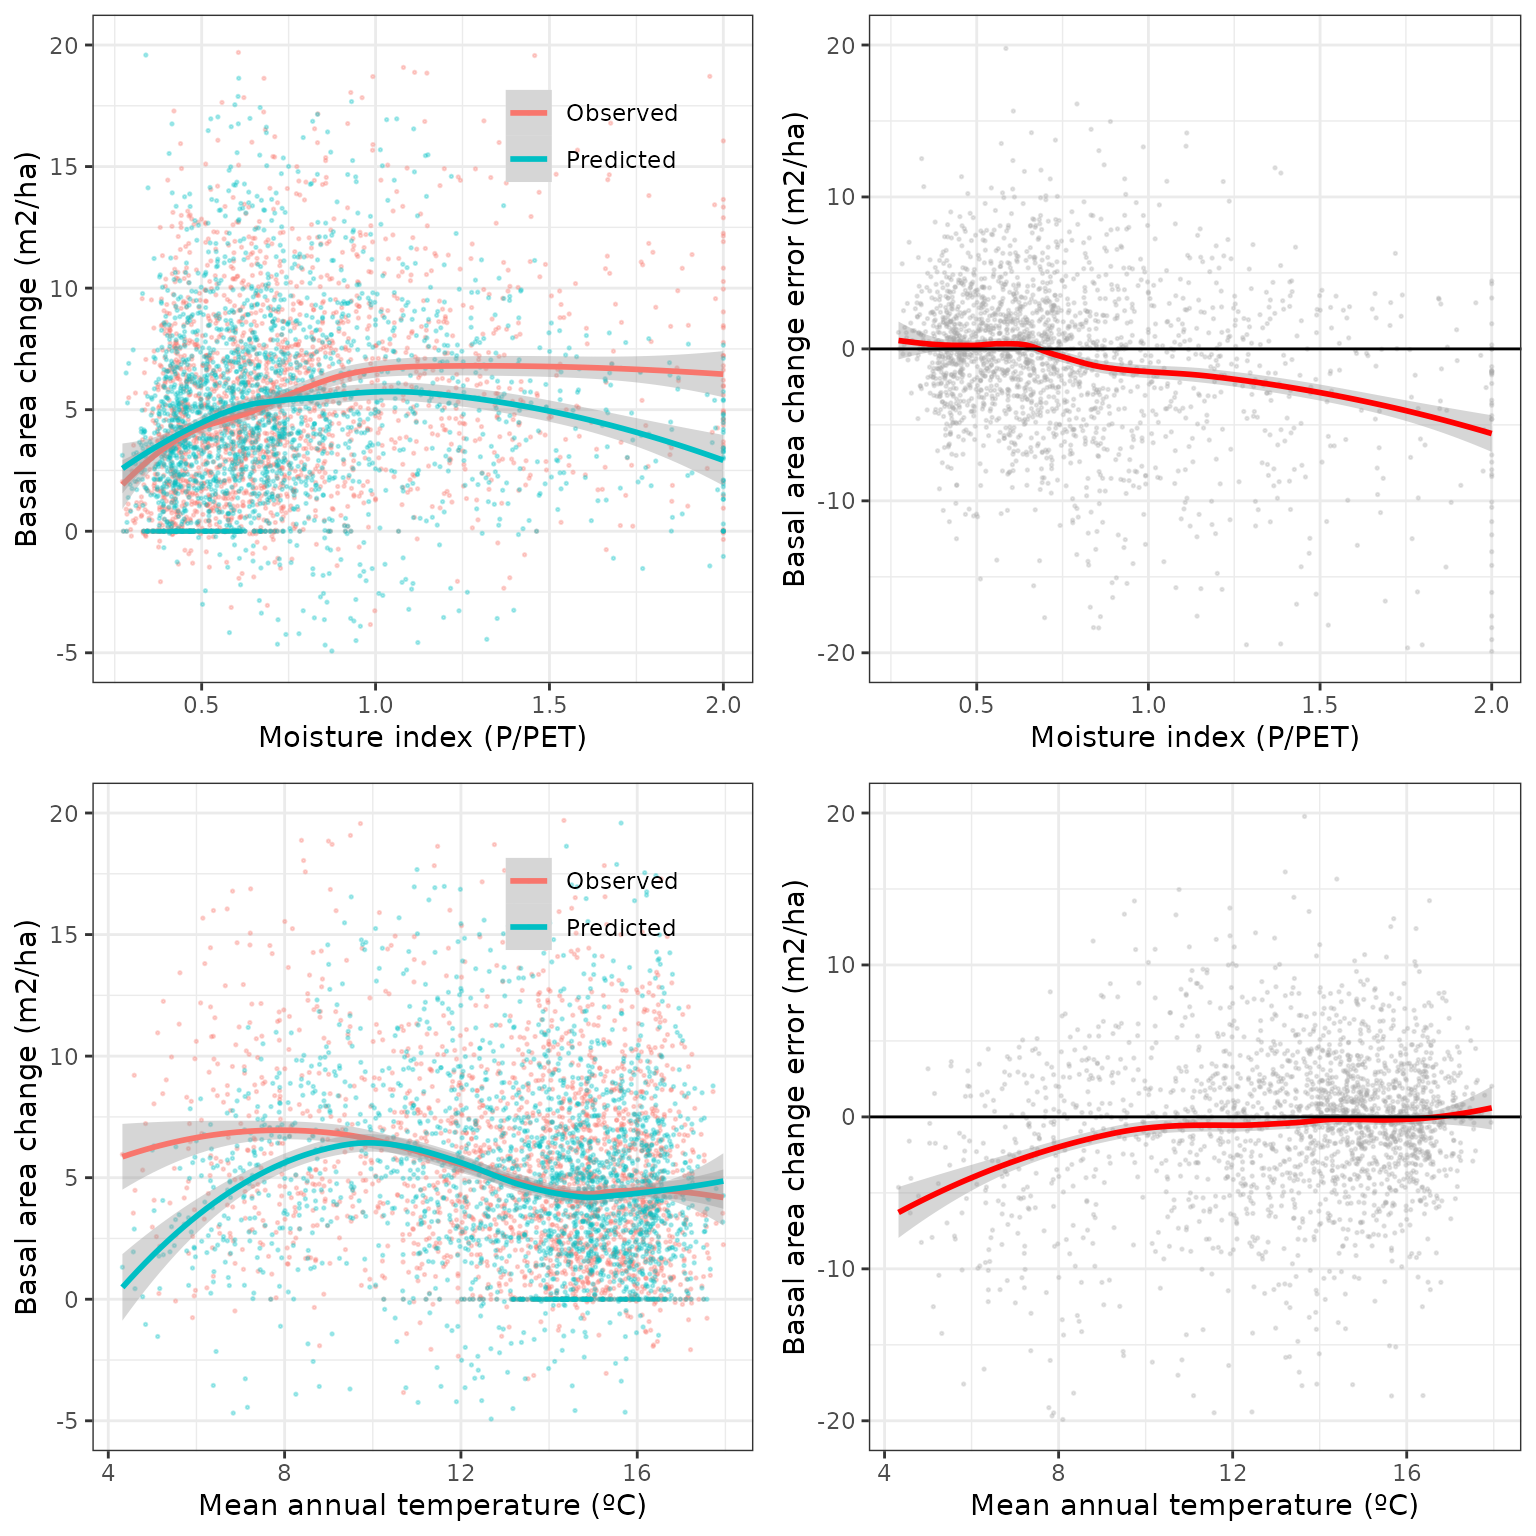 Basal area change (m2/ha)
20
15
10
5
0
-5
Observed
Predicted
0.5 1.0 1.5 2.0
Moisture index (P/PET)
Basal area change error (m2/ha)
20
10
0
-10
-20
0.5 1.0 1.5 2.0
Moisture index (P/PET)
Basal area change (m2/ha)
20
15
10
5
0
-5
Observed
Predicted
4 8 12 16
Mean annual temperature (ºC)
Basal area change error (m2/ha)
20
10
0
-10
-20
4 8 12 16
Mean annual temperature (ºC)